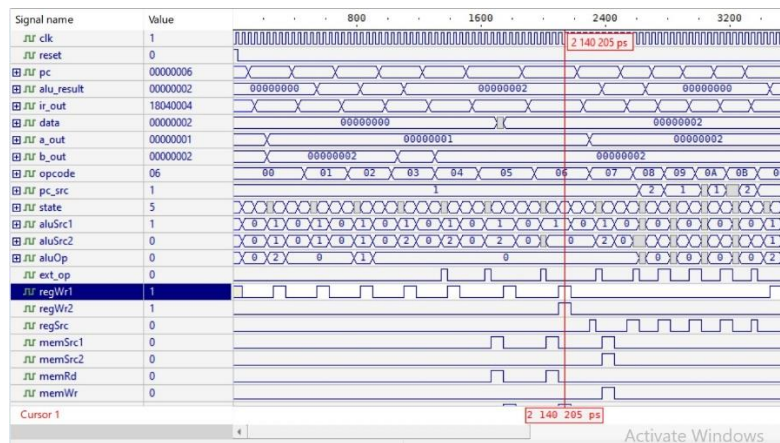 Signal name Value 800 1600 2400 3200
clk 1 2 140 205 ps
reset 0
pc 00000006
alu_result 00000002 00000000 00000002 00000000
ir_out 18040004
data 00000002 00000000 00000002
a_out 00000001 00000001 00000002
b_out 00000002 00000002 00000002
opcode 06 00 01 02 03 04 05 06 07 08 09 0A 0B
pc_src 1 1 2 1 1 2
state 5
aluSrc1 1 0 1 0 1 0 1 0 1 0 1 0 1 0 1 0 1 0 0 0 0 0
aluSrc2 0 0 1 0 1 0 1 0 2 0 2 0 2 0 0 2 0 0 0 0
aluOp 0 0 2 0 1 0 0 0 0 0 2
ext_op 0
regWr1 1
regWr2 1
regSrc 0
memSrc1 0
memSrc2 0
memRd 0
memWr 0
Cursor 1 2 140 205 ps
Activate Windows